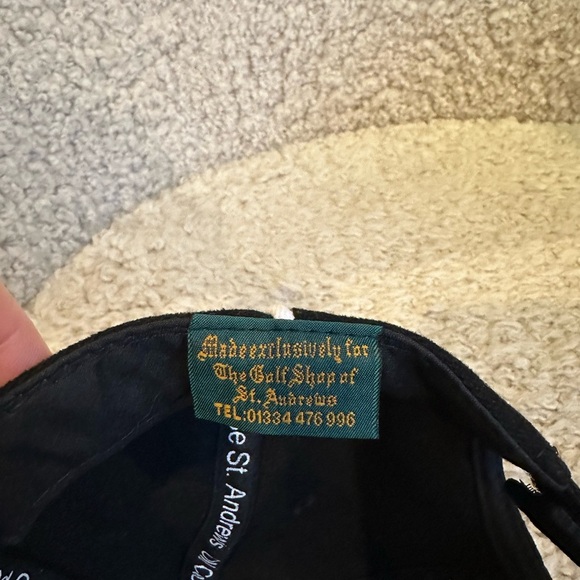 Madeexclusively for
The Golf Shop of
St. Andrews
TEL:01334 476 996
St. Andrews